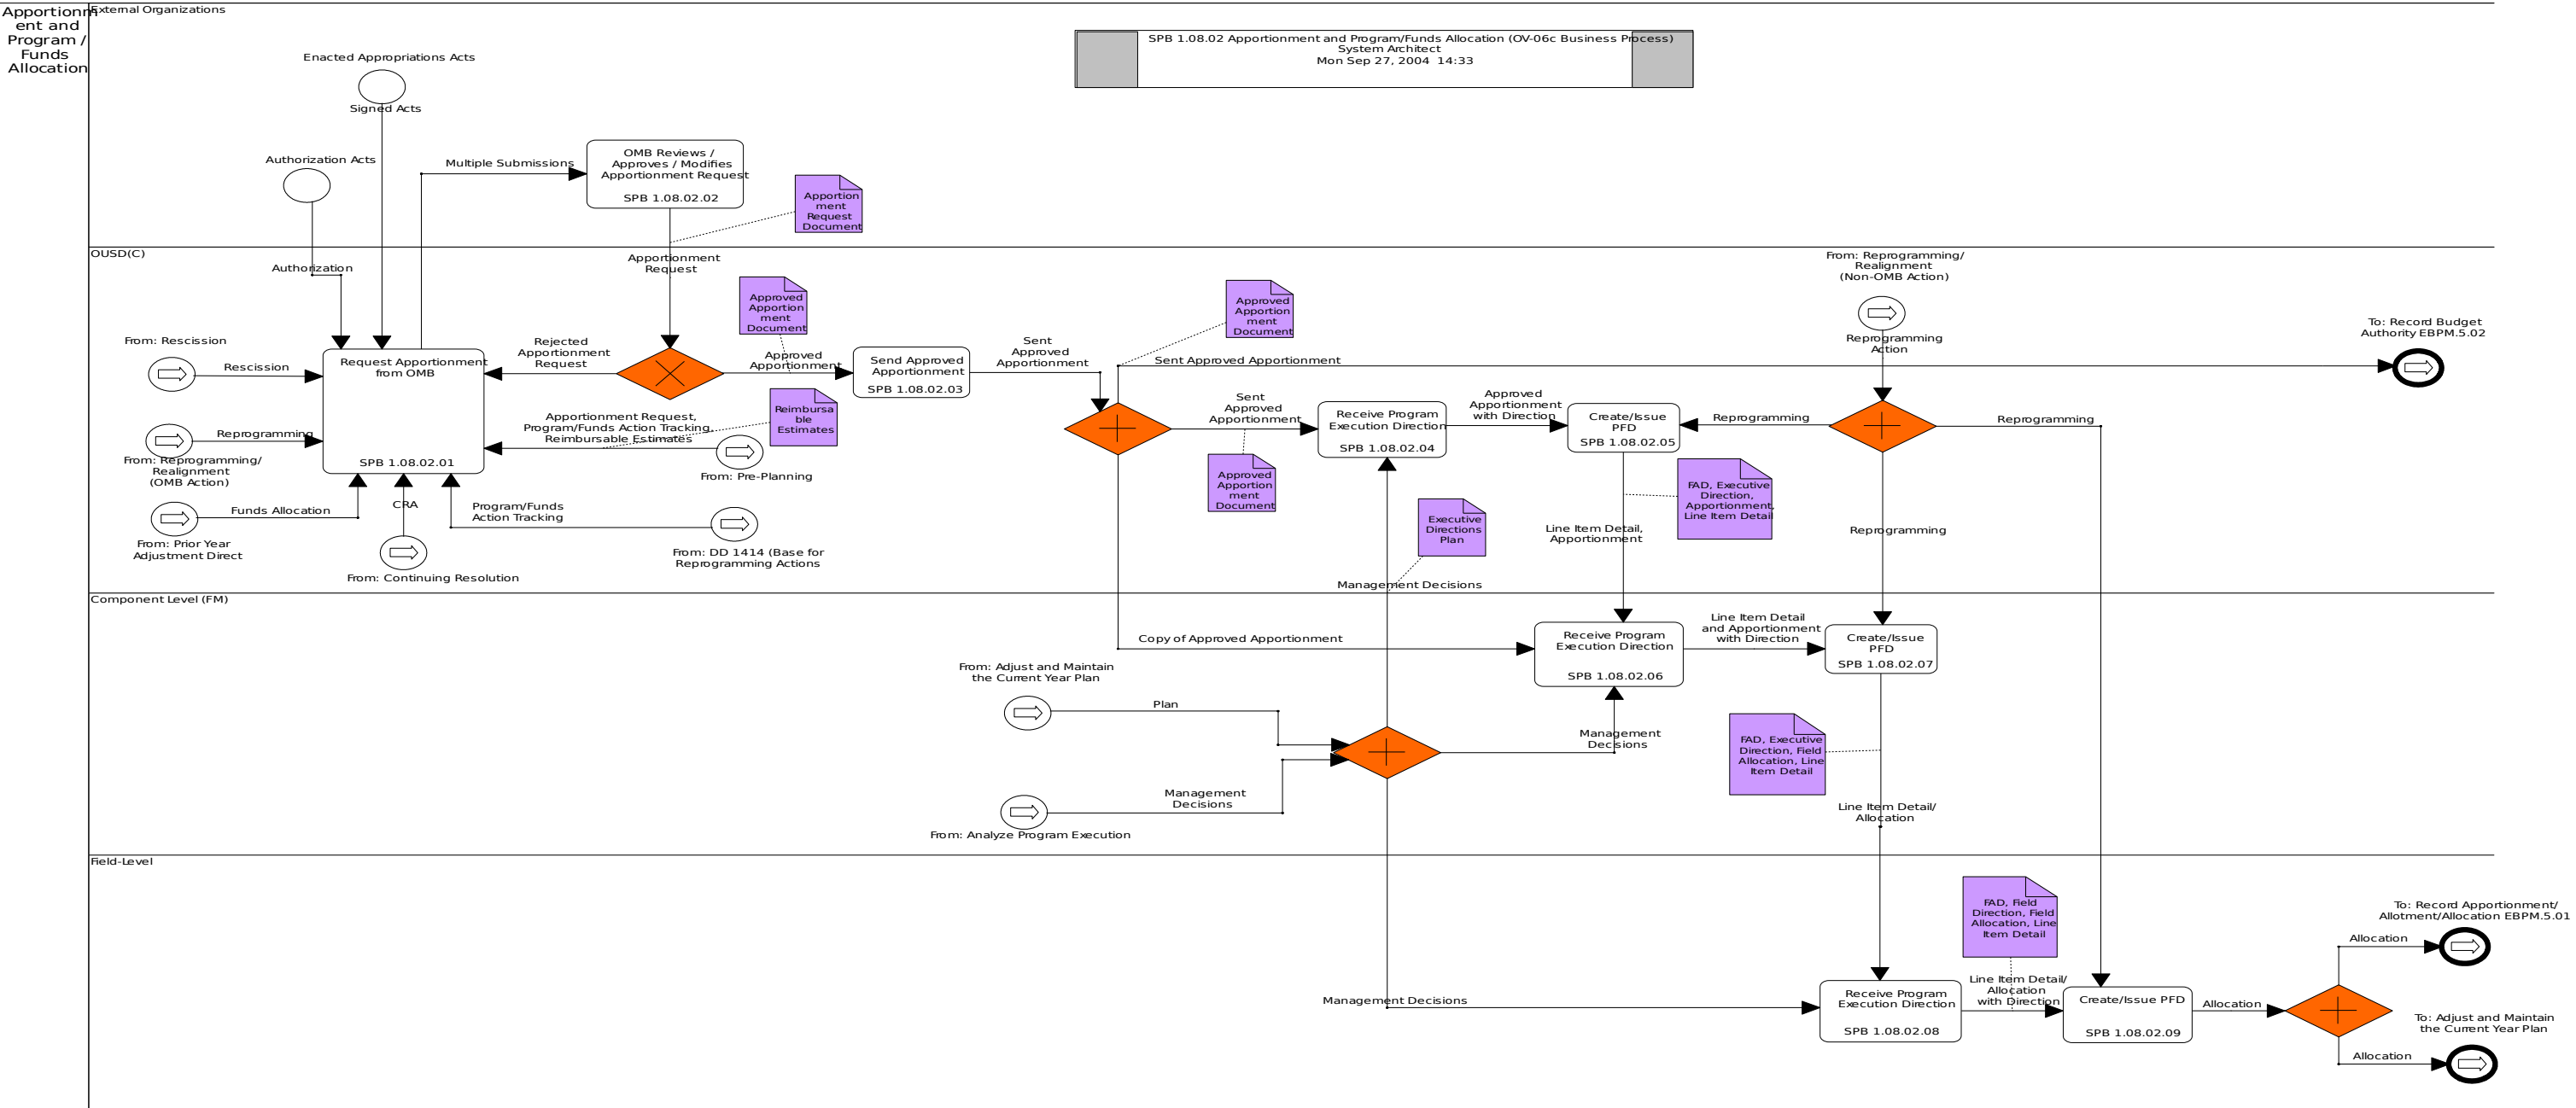 Apportionm
ent and
Program /
Funds
Allocation
External Organizations
SPB 1.08.02 Apportionment and Program/Funds Allocation (OV-06c Business Process)
System Architect
Mon Sep 27, 2004  14:33
Enacted Appropriations Acts
Signed Acts
Authorization Acts
Multiple Submissions
OMB Reviews /
Approves / Modifies
Apportionment Request
SPB 1.08.02.02
Apportion
ment
Request
Document
OUSD(C)
Authorization
Apportionment
Request
Approved
Apportion
ment
Document
From: Rescission
Rescission
Request Apportionment
from OMB
SPB 1.08.02.01
Rejected
Apportionment
Request
Approved
Apportionment
Send Approved
Apportionment
SPB 1.08.02.03
Sent
Approved
Apportionment
Approved
Apportion
ment
Document
Sent Approved Apportionment
From: Reprogramming/
Realignment
(Non-OMB Action)
Reprogramming
Action
To: Record Budget
Authority EBPM.5.02
Reprogramming
From: Reprogramming/
Realignment
(OMB Action)
Apportionment Request,
Program/Funds Action Tracking,
Reimbursable Estimates
Reimbursa
ble
Estimates
From: Pre-Planning
Sent
Approved
Apportionment
Approved
Apportion
ment
Document
Receive Program
Execution Direction
SPB 1.08.02.04
Approved
Apportionment
with Direction
Create/Issue
PFD
SPB 1.08.02.05
Reprogramming
Reprogramming
FAD, Executive
Direction,
Apportionment,
Line Item Detail
Executive
Directions
Plan
Line Item Detail,
Apportionment
Reprogramming
Funds Allocation
From: Prior Year
Adjustment Direct
CRA
From: Continuing Resolution
Program/Funds
Action Tracking
From: DD 1414 (Base for
Reprogramming Actions
Management Decisions
Component Level (FM)
Copy of Approved Apportionment
Receive Program
Execution Direction
SPB 1.08.02.06
Line Item Detail
and Apportionment
with Direction
Create/Issue
PFD
SPB 1.08.02.07
From: Adjust and Maintain
the Current Year Plan
Plan
Management
Decisions
FAD, Executive
Direction, Field
Allocation, Line
Item Detail
Management
Decisions
From: Analyze Program Execution
Line Item Detail/
Allocation
Field-Level
FAD, Field
Direction, Field
Allocation, Line
Item Detail
Management Decisions
Receive Program
Execution Direction
SPB 1.08.02.08
Line Item Detail/
Allocation
with Direction
Create/Issue PFD
SPB 1.08.02.09
Allocation
To: Record Apportionment/
Allotment/Allocation EBPM.5.01
Allocation
To: Adjust and Maintain
the Current Year Plan
Allocation